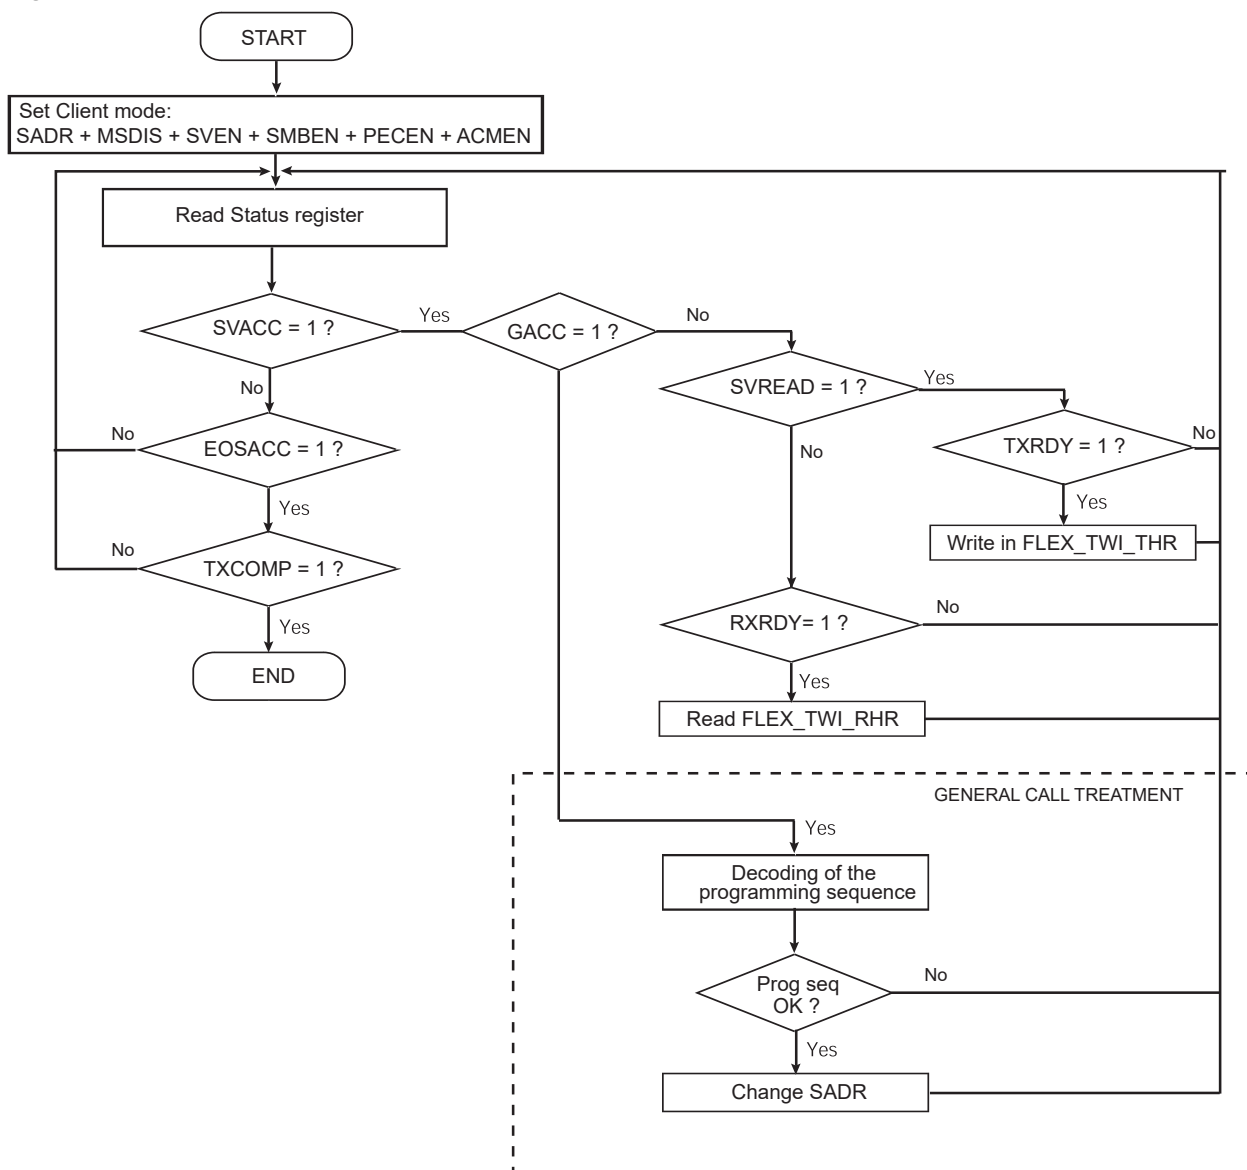 START
Set Client mode:
SADR + MSDIS + SVEN + SMBEN + PECEN + ACMEN
Read Status register
SVACC = 1 ?
Yes
GACC = 1 ?
No
No
SVREAD = 1 ?
Yes
No
EOSACC = 1 ?
No
TXRDY = 1 ?
No
Yes
Yes
No
TXCOMP = 1 ?
Write in FLEX_TWI_THR
Yes
RXRDY= 1 ?
No
END
Yes
Read FLEX_TWI_RHR
GENERAL CALL TREATMENT
Yes
Decoding of the
programming sequence
Prog seq
OK ?
No
Yes
Change SADR